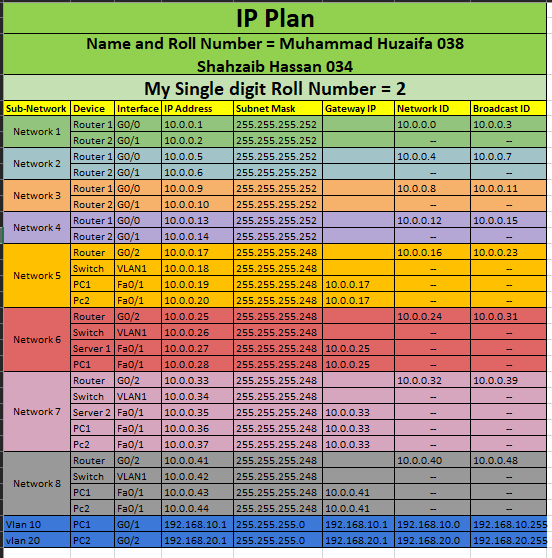 IP Plan
Name and Roll Number = Muhammad Huzaifa 038
Shahzaib Hassan 034
My Single digit Roll Number = 2
Sub-Network Device Interface IP Address Subnet Mask Gateway IP Network ID Broadcast ID
Network 1 Router 1 G0/0 10.0.0.1 255.255.255.252 10.0.0.0 10.0.0.3
Router 2 G0/1 10.0.0.2 255.255.255.252 -- --
Network 2 Router 1 G0/0 10.0.0.5 255.255.255.252 10.0.0.4 10.0.0.7
Router 2 G0/1 10.0.0.6 255.255.255.252 -- --
Network 3 Router 1 G0/0 10.0.0.9 255.255.255.252 10.0.0.8 10.0.0.11
Router 2 G0/1 10.0.0.10 255.255.255.252 -- --
Network 4 Router 1 G0/0 10.0.0.13 255.255.255.252 10.0.0.12 10.0.0.15
Router 2 G0/1 10.0.0.14 255.255.255.252 -- --
Network 5 Router G0/2 10.0.0.17 255.255.255.248 10.0.0.16 10.0.0.23
Switch VLAN1 10.0.0.18 255.255.255.248 -- --
PC1 Fa0/1 10.0.0.19 255.255.255.248 10.0.0.17 -- --
Pc2 Fa0/1 10.0.0.20 255.255.255.248 10.0.0.17 -- --
Network 6 Router G0/2 10.0.0.25 255.255.255.248 10.0.0.24 10.0.0.31
Switch VLAN1 10.0.0.26 255.255.255.248 -- --
Server 1 Fa0/1 10.0.0.27 255.255.255.248 10.0.0.25 -- --
PC1 Fa0/1 10.0.0.28 255.255.255.248 10.0.0.25 -- --
Network 7 Router G0/2 10.0.0.33 255.255.255.248 10.0.0.32 10.0.0.39
Switch VLAN1 10.0.0.34 255.255.255.248 -- --
Server 2 Fa0/1 10.0.0.35 255.255.255.248 10.0.0.33 -- --
PC1 Fa0/1 10.0.0.36 255.255.255.248 10.0.0.33 -- --
Pc2 Fa0/1 10.0.0.37 255.255.255.248 10.0.0.33 -- --
Network 8 Router G0/2 10.0.0.41 255.255.255.248 10.0.0.40 10.0.0.48
Switch VLAN1 10.0.0.42 255.255.255.248 -- --
PC1 Fa0/1 10.0.0.43 255.255.255.248 10.0.0.41 -- --
Pc2 Fa0/1 10.0.0.44 255.255.255.248 10.0.0.41 -- --
Vlan 10 PC1 G0/1 192.168.10.1 255.255.255.0 192.168.10.1 192.168.10.0 192.168.10.255
vlan 20 PC2 G0/2 192.168.20.1 255.255.255.0 192.168.20.1 192.168.20.0 192.168.20.255